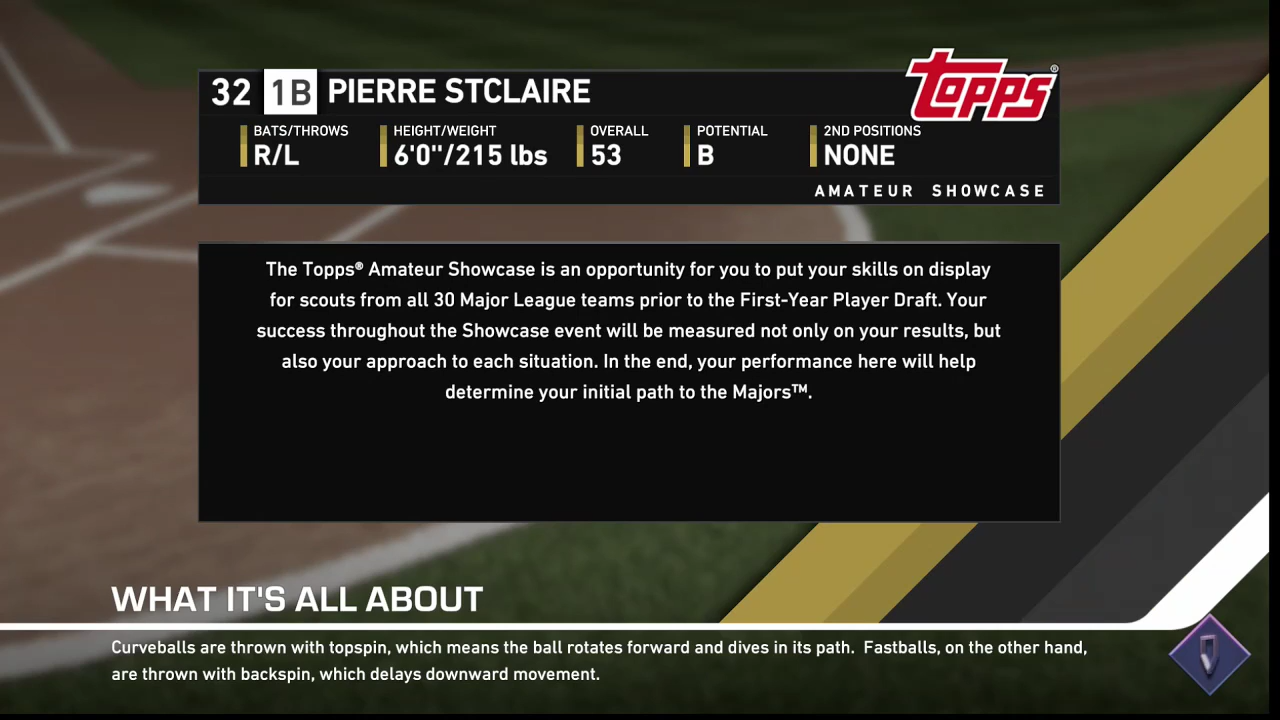 32 1B PIERRE STCLAIRE
topps®
BATS/THROWS HEIGHT/WEIGHT OVERALL POTENTIAL 2ND POSITIONS
R/L 6'0"/215 lbs 53 B NONE
AMATEUR SHOWCASE
The Topps® Amateur Showcase is an opportunity for you to put your skills on display
for scouts from all 30 Major League teams prior to the First-Year Player Draft. Your
success throughout the Showcase event will be measured not only on your results, but
also your approach to each situation. In the end, your performance here will help
determine your initial path to the Majors™.
WHAT IT'S ALL ABOUT
Curveballs are thrown with topspin, which means the ball rotates forward and dives in its path. Fastballs, on the other hand,
are thrown with backspin, which delays downward movement.